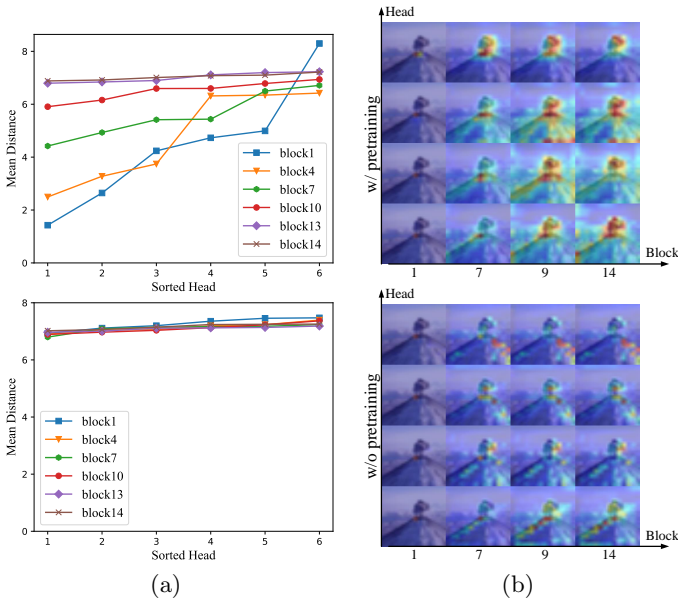 8
6
4
2
0
Mean Distance
block1
block4
block7
block10
block13
block14
1 2 3 4 5 6
Sorted Head
8
6
4
2
0
Mean Distance
block1
block4
block7
block10
block13
block14
1 2 3 4 5 6
Sorted Head
(a)
Head
w/ pretraining
Block
1 7 9 14
Head
w/o pretraining
Block
1 7 9 14
(b)